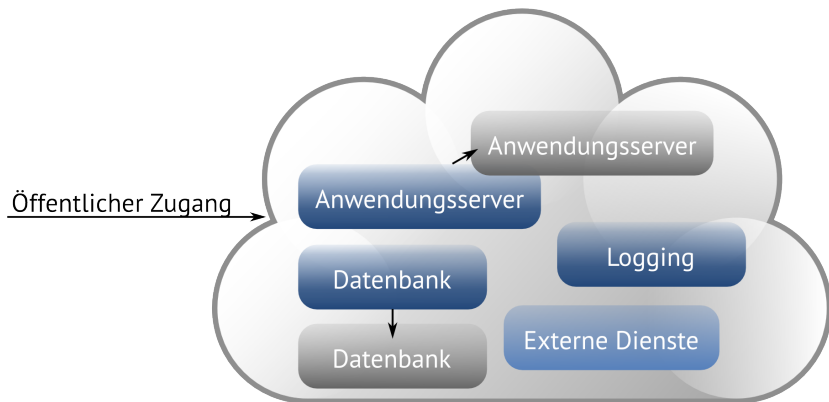 Anwendungsserver
Öffentlicher Zugang
Anwendungsserver
Logging
Datenbank
Externe Dienste
Datenbank